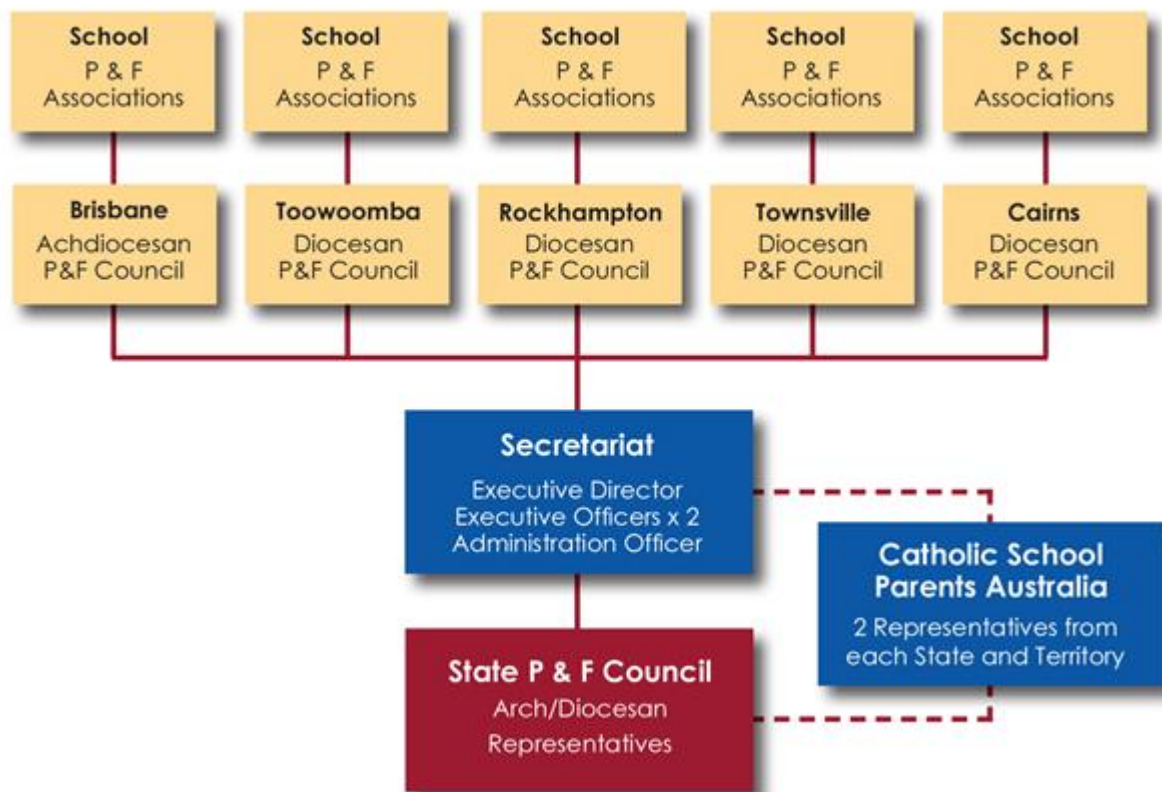 School
P & F
Associations
School
P & F
Associations
School
P & F
Associations
School
P & F
Associations
School
P & F
Associations
Brisbane
Achdiocesan
P&F Council
Toowoomba
Diocesan
P&F Council
Rockhampton
Diocesan
P&F Council
Townsville
Diocesan
P&F Council
Cairns
Diocesan
P&F Council
Secretariat
Executive Director
Executive Officers x 2
Administration Officer
Catholic School
Parents Australia
2 Representatives from
each State and Territory
State P & F Council
Arch/Diocesan
Representatives